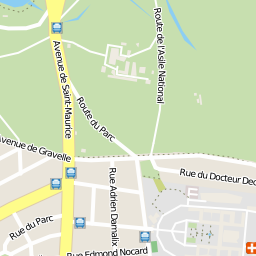 Avenue de Saint-Maurice
Route de l'Asile National
Route du Parc
Avenue de Gravelle
Rue du Docteur Dec
Rue Adrien Damalix
Rue du Parc
Rue Edmond Nocard